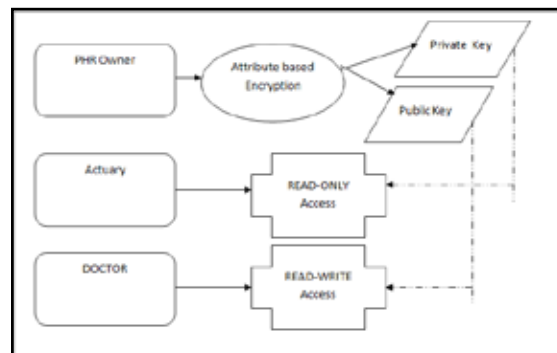 PHR Owner
Attribute based
Encryption
Private Key
Public Key
Actuary
READ-ONLY
Access
DOCTOR
READ-WRITE
Access